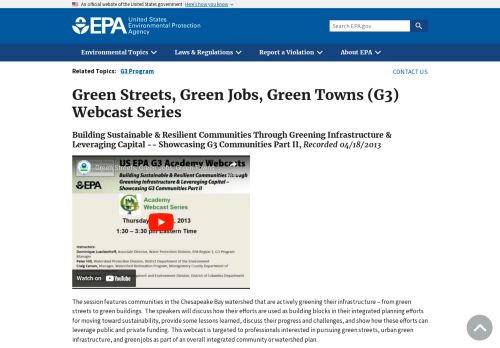 An official website of the United States government Here's how you know
EPA United States
Environmental Protection
Agency
Search EPA.gov
Environmental Topics Laws & Regulations Report a Violation About EPA
Related Topics: G3 Program
CONTACT US
Green Streets, Green Jobs, Green Towns (G3)
Webcast Series
Building Sustainable & Resilient Communities Through Greening Infrastructure &
Leveraging Capital -- Showcasing G3 Communities Part II, Recorded 04/18/2013
US EPA G3 Academy Webcasts
Building Sustainable & Resilient Communities Through
Greening Infrastructure & Leveraging Capital –
Showcasing G3 Communities Part II
EPA
Academy
Webcast Series
Thursday 2013
1:30 – 3:30 pm Eastern Time
Instructors:
Dominique Lueckenhoff, Associate Director, Water Protection Division, EPA Region 3, G3 Program
Manager
Peter Hill, Watershed Protection Division, District Department of the Environment
Craig Carson, Manager, Watershed Restoration Program, Montgomery County Department of
Watch on YouTube
The session features communities in the Chesapeake Bay watershed that are actively greening their infrastructure – from green
streets to green buildings. The speakers will discuss how their efforts are used as building blocks in their integrated planning efforts
for moving toward sustainability, provide some lessons learned, discuss their progress and challenges, and show how these efforts can
leverage public and private funding. This webcast is targeted to professionals interested in pursuing green streets, urban green
infrastructure, and green jobs as part of an overall integrated community or watershed plan.